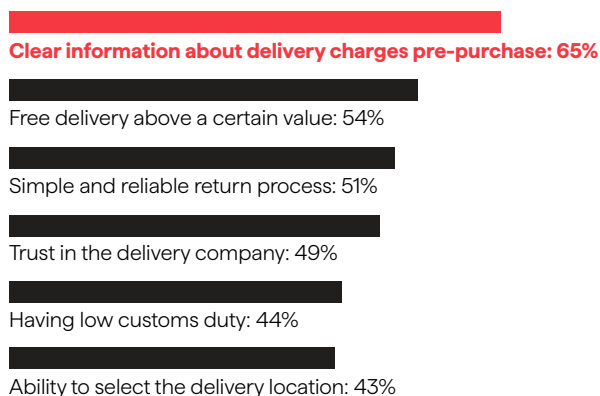 Clear information about delivery charges pre-purchase: 65%
Free delivery above a certain value: 54%
Simple and reliable return process: 51%
Trust in the delivery company: 49%
Having low customs duty: 44%
Ability to select the delivery location: 43%